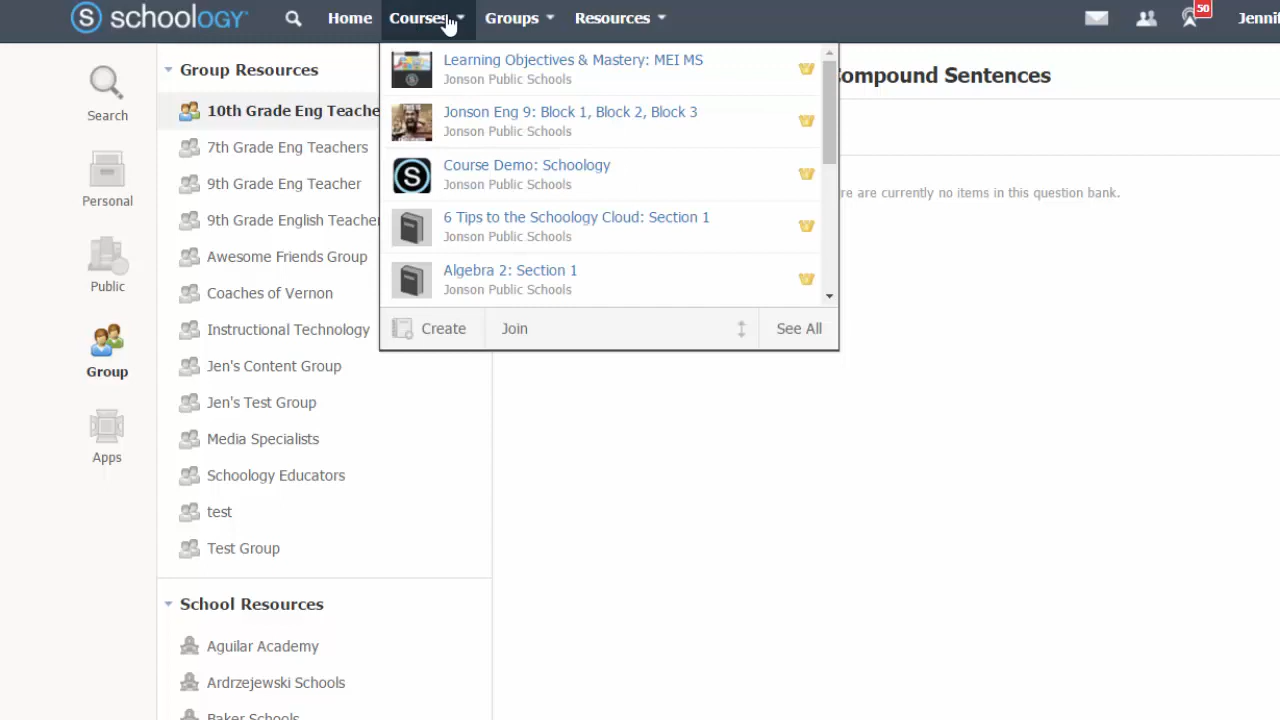 schoology
Home
Courses
Groups
Resources
50
Jenni
Search
Personal
Public
Group
Apps
Group Resources
10th Grade Eng Teache
7th Grade Eng Teachers
9th Grade Eng Teacher
9th Grade English Teacher
Awesome Friends Group
Coaches of Vernon
Instructional Technology
Jen's Content Group
Jen's Test Group
Media Specialists
Schoology Educators
test
Test Group
School Resources
Aguilar Academy
Ardrzejewski Schools
Baker Schools
Learning Objectives & Mastery: MEI MS
Jonson Public Schools
Jonson Eng 9: Block 1, Block 2, Block 3
Jonson Public Schools
Course Demo: Schoology
Jonson Public Schools
6 Tips to the Schoology Cloud: Section 1
Jonson Public Schools
Algebra 2: Section 1
Jonson Public Schools
Create
Join
See All
ompound Sentences
re are currently no items in this question bank.